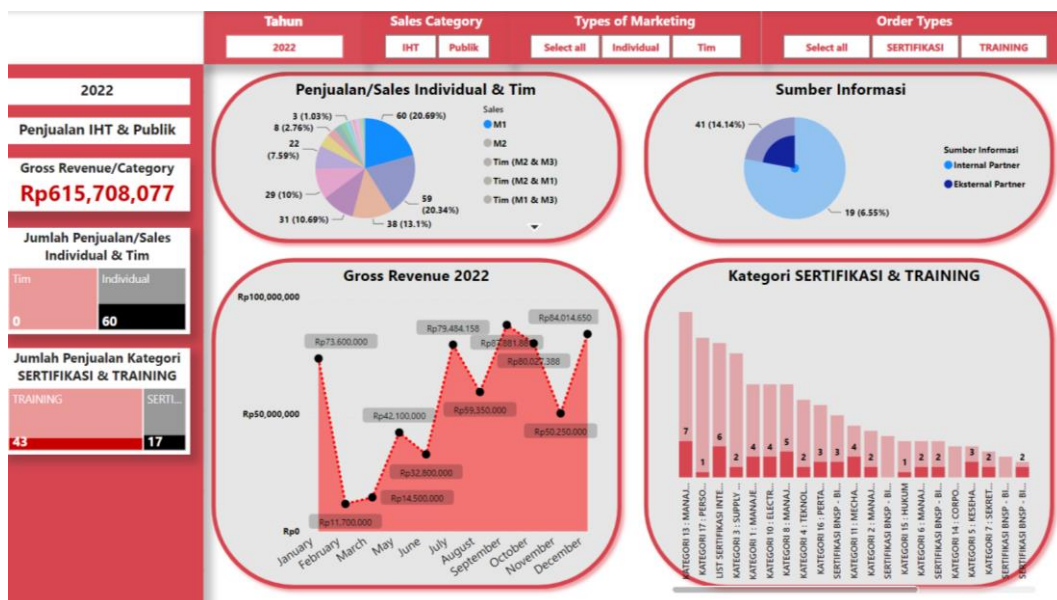 Tahun
Sales Category
Types of Marketing
Order Types
2022
IHT
Publik
Select all
Individual
Tim
Select all
SERTIFIKASI
TRAINING
2022
Penjualan IHT & Publik
Gross Revenue/Category
Rp615,708,077
Jumlah Penjualan/Sales
Individual & Tim
Tim
Individual
0
60
Jumlah Penjualan Kategori
SERTIFIKASI & TRAINING
TRAINING
SERTI...
43
17
Penjualan/Sales Individual & Tim
3 (1.03%)
60 (20.69%)
8 (2.76%)
22
(7.59%)
29 (10%)
31 (10.69%)
38 (13.1%)
59
(20.34%)
Sales
M1
M2
Tim (M2 & M3)
Tim (M2 & M1)
Tim (M1 & M3)
Sumber Informasi
41 (14.14%)
19 (6.55%)
Sumber Informasi
Internal Partner
Eksternal Partner
Gross Revenue 2022
Rp100,000,000
Rp50,000,000
Rp0
Rp73.600.000
Rp11.700.000
Rp14.500.000
Rp42.100.000
Rp32.800.000
Rp79.484.158
Rp59.350.000
Rp80.027.388
Rp50.250.000
Rp84.014.650
January
February
March
May
June
July
August
September
October
November
December
Kategori SERTIFIKASI & TRAINING
7
1
6
2
4
4
5
2
3
3
4
2
1
2
2
3
2
2
KATEGORI 13 : MANAJ...
KATEGORI 17 : PERSO...
LIST SERTIFIKASI INTE...
KATEGORI 3 : SUPPLY ...
KATEGORI 1 : MANAJE...
KATEGORI 10 : ELECTR...
KATEGORI 8 : MANAJ...
KATEGORI 4 : TEKNOL...
KATEGORI 16 : PERTA...
SERTIFIKASI BNSP - BI...
KATEGORI 11 : MECHA...
KATEGORI 2 : MANAJ...
SERTIFIKASI BNSP - BI...
KATEGORI 15 : HUKUM
KATEGORI 6 : MANAJ...
SERTIFIKASI BNSP - BI...
KATEGORI 14 : CORPO...
KATEGORI 5 : KESEHA...
KATEGORI 7 : SEKRET...
SERTIFIKASI BNSP - BI...
SERTIFIKASI BNSP - BI...